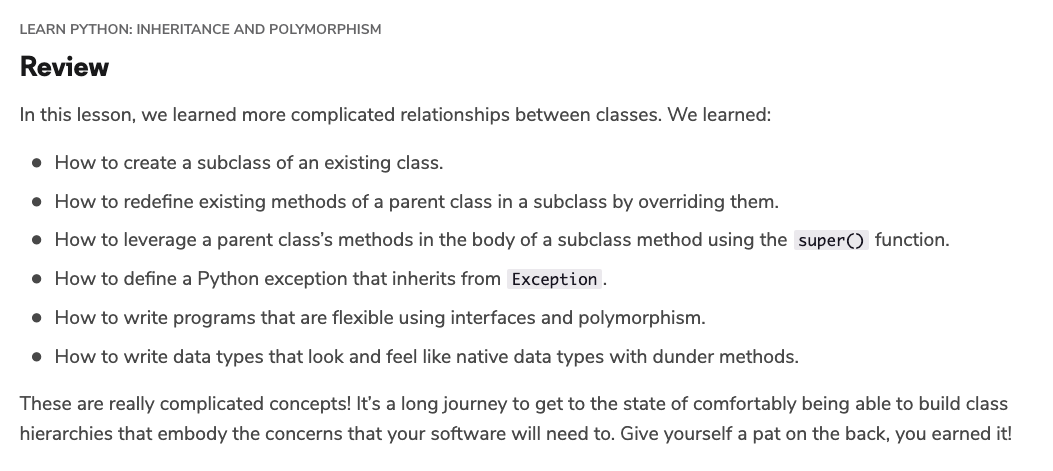 LEARN PYTHON: INHERITANCE AND POLYMORPHISM
Review
In this lesson, we learned more complicated relationships between classes. We learned:
How to create a subclass of an existing class.
How to redefine existing methods of a parent class in a subclass by overriding them.
How to leverage a parent class’s methods in the body of a subclass method using the super() function.
How to define a Python exception that inherits from Exception.
How to write programs that are flexible using interfaces and polymorphism.
How to write data types that look and feel like native data types with dunder methods.
These are really complicated concepts! It’s a long journey to get to the state of comfortably being able to build class
hierarchies that embody the concerns that your software will need to. Give yourself a pat on the back, you earned it!